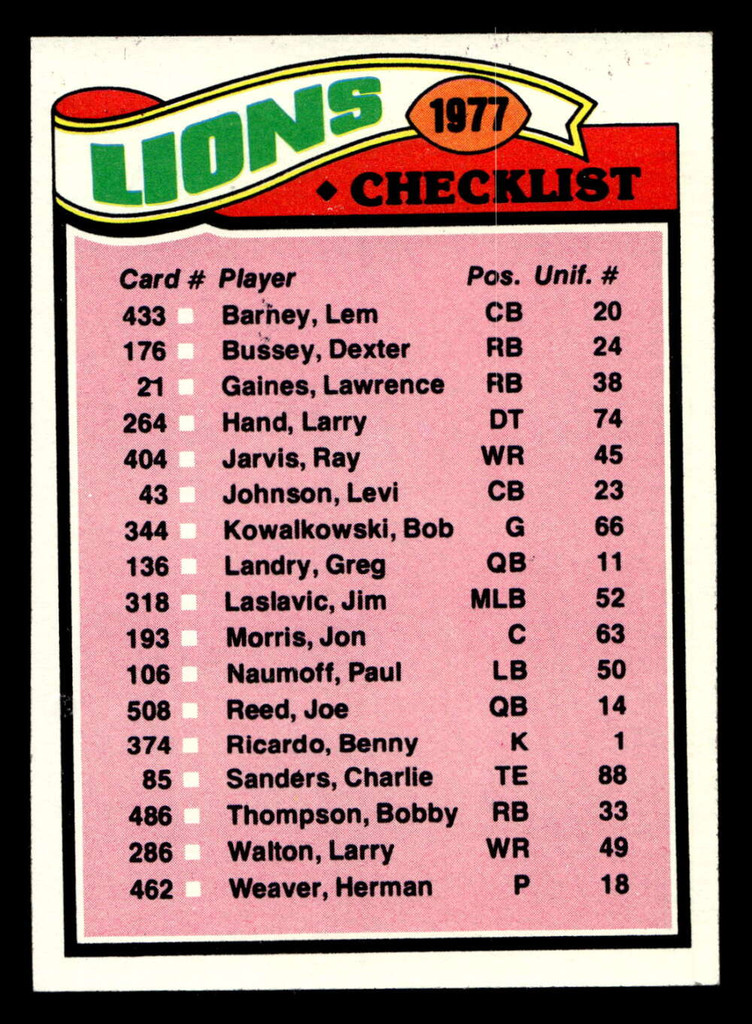 LIONS
1977
◆ CHECKLIST
Card # Player Pos. Unif. #
433 Barney, Lem CB 20
176 Bussey, Dexter RB 24
21 Gaines, Lawrence RB 38
264 Hand, Larry DT 74
404 Jarvis, Ray WR 45
43 Johnson, Levi CB 23
344 Kowalkowski, Bob G 66
136 Landry, Greg QB 11
318 Laslavic, Jim MLB 52
193 Morris, Jon C 63
106 Naumoff, Paul LB 50
508 Reed, Joe QB 14
374 Ricardo, Benny K 1
85 Sanders, Charlie TE 88
486 Thompson, Bobby RB 33
286 Walton, Larry WR 49
462 Weaver, Herman P 18